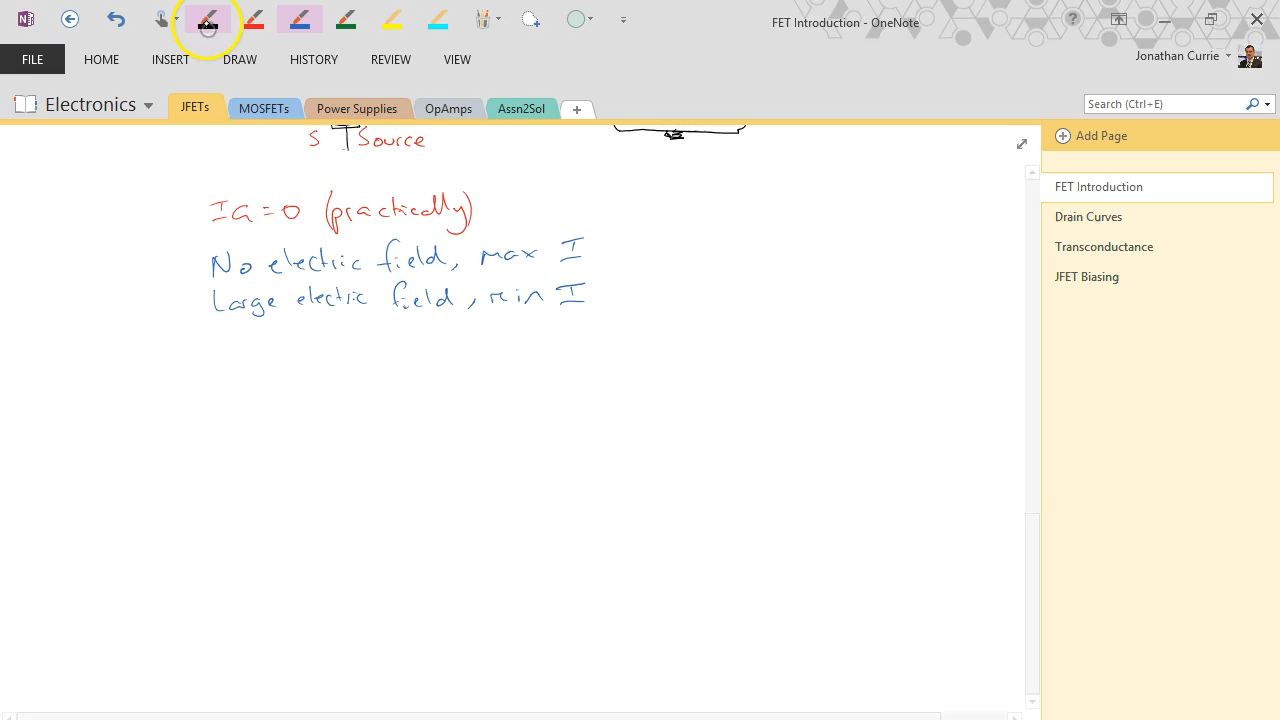 FET Introduction - OneNote
FILE HOME INSERT DRAW HISTORY REVIEW VIEW
Jonathan Currie
Electronics JFETs MOSFETs Power Supplies OpAmps Assn2Sol
Search (Ctrl+E)
Add Page
FET Introduction
Drain Curves
Transconductance
JFET Biasing
S Source
IG = 0 (practically)
No electric field, max I
Large electric field, min I